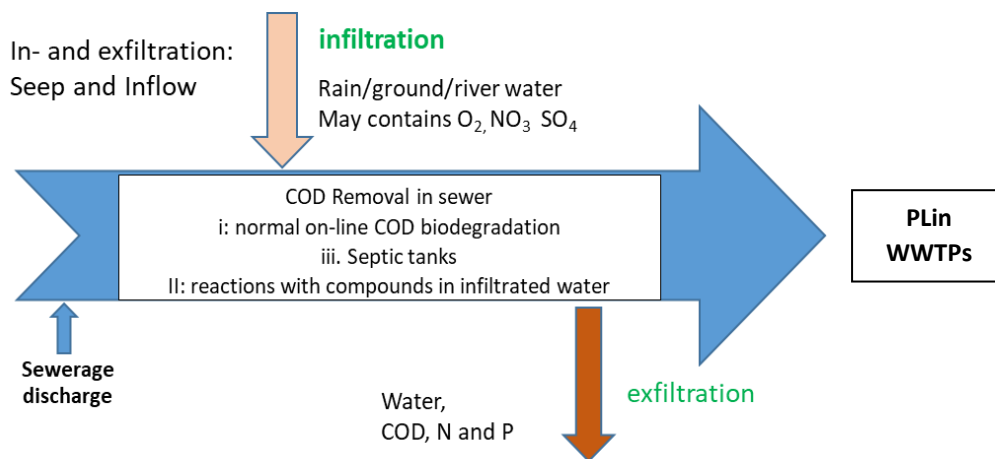 In- and exfiltration:
Seep and Inflow
infiltration
Rain/ground/river water
May contains O₂, NO₃ SO₄
COD Removal in sewer
i: normal on-line COD biodegradation
iii. Septic tanks
II: reactions with compounds in infiltrated water
PLin
WWTPs
Sewerage
discharge
Water,
COD, N and P
exfiltration